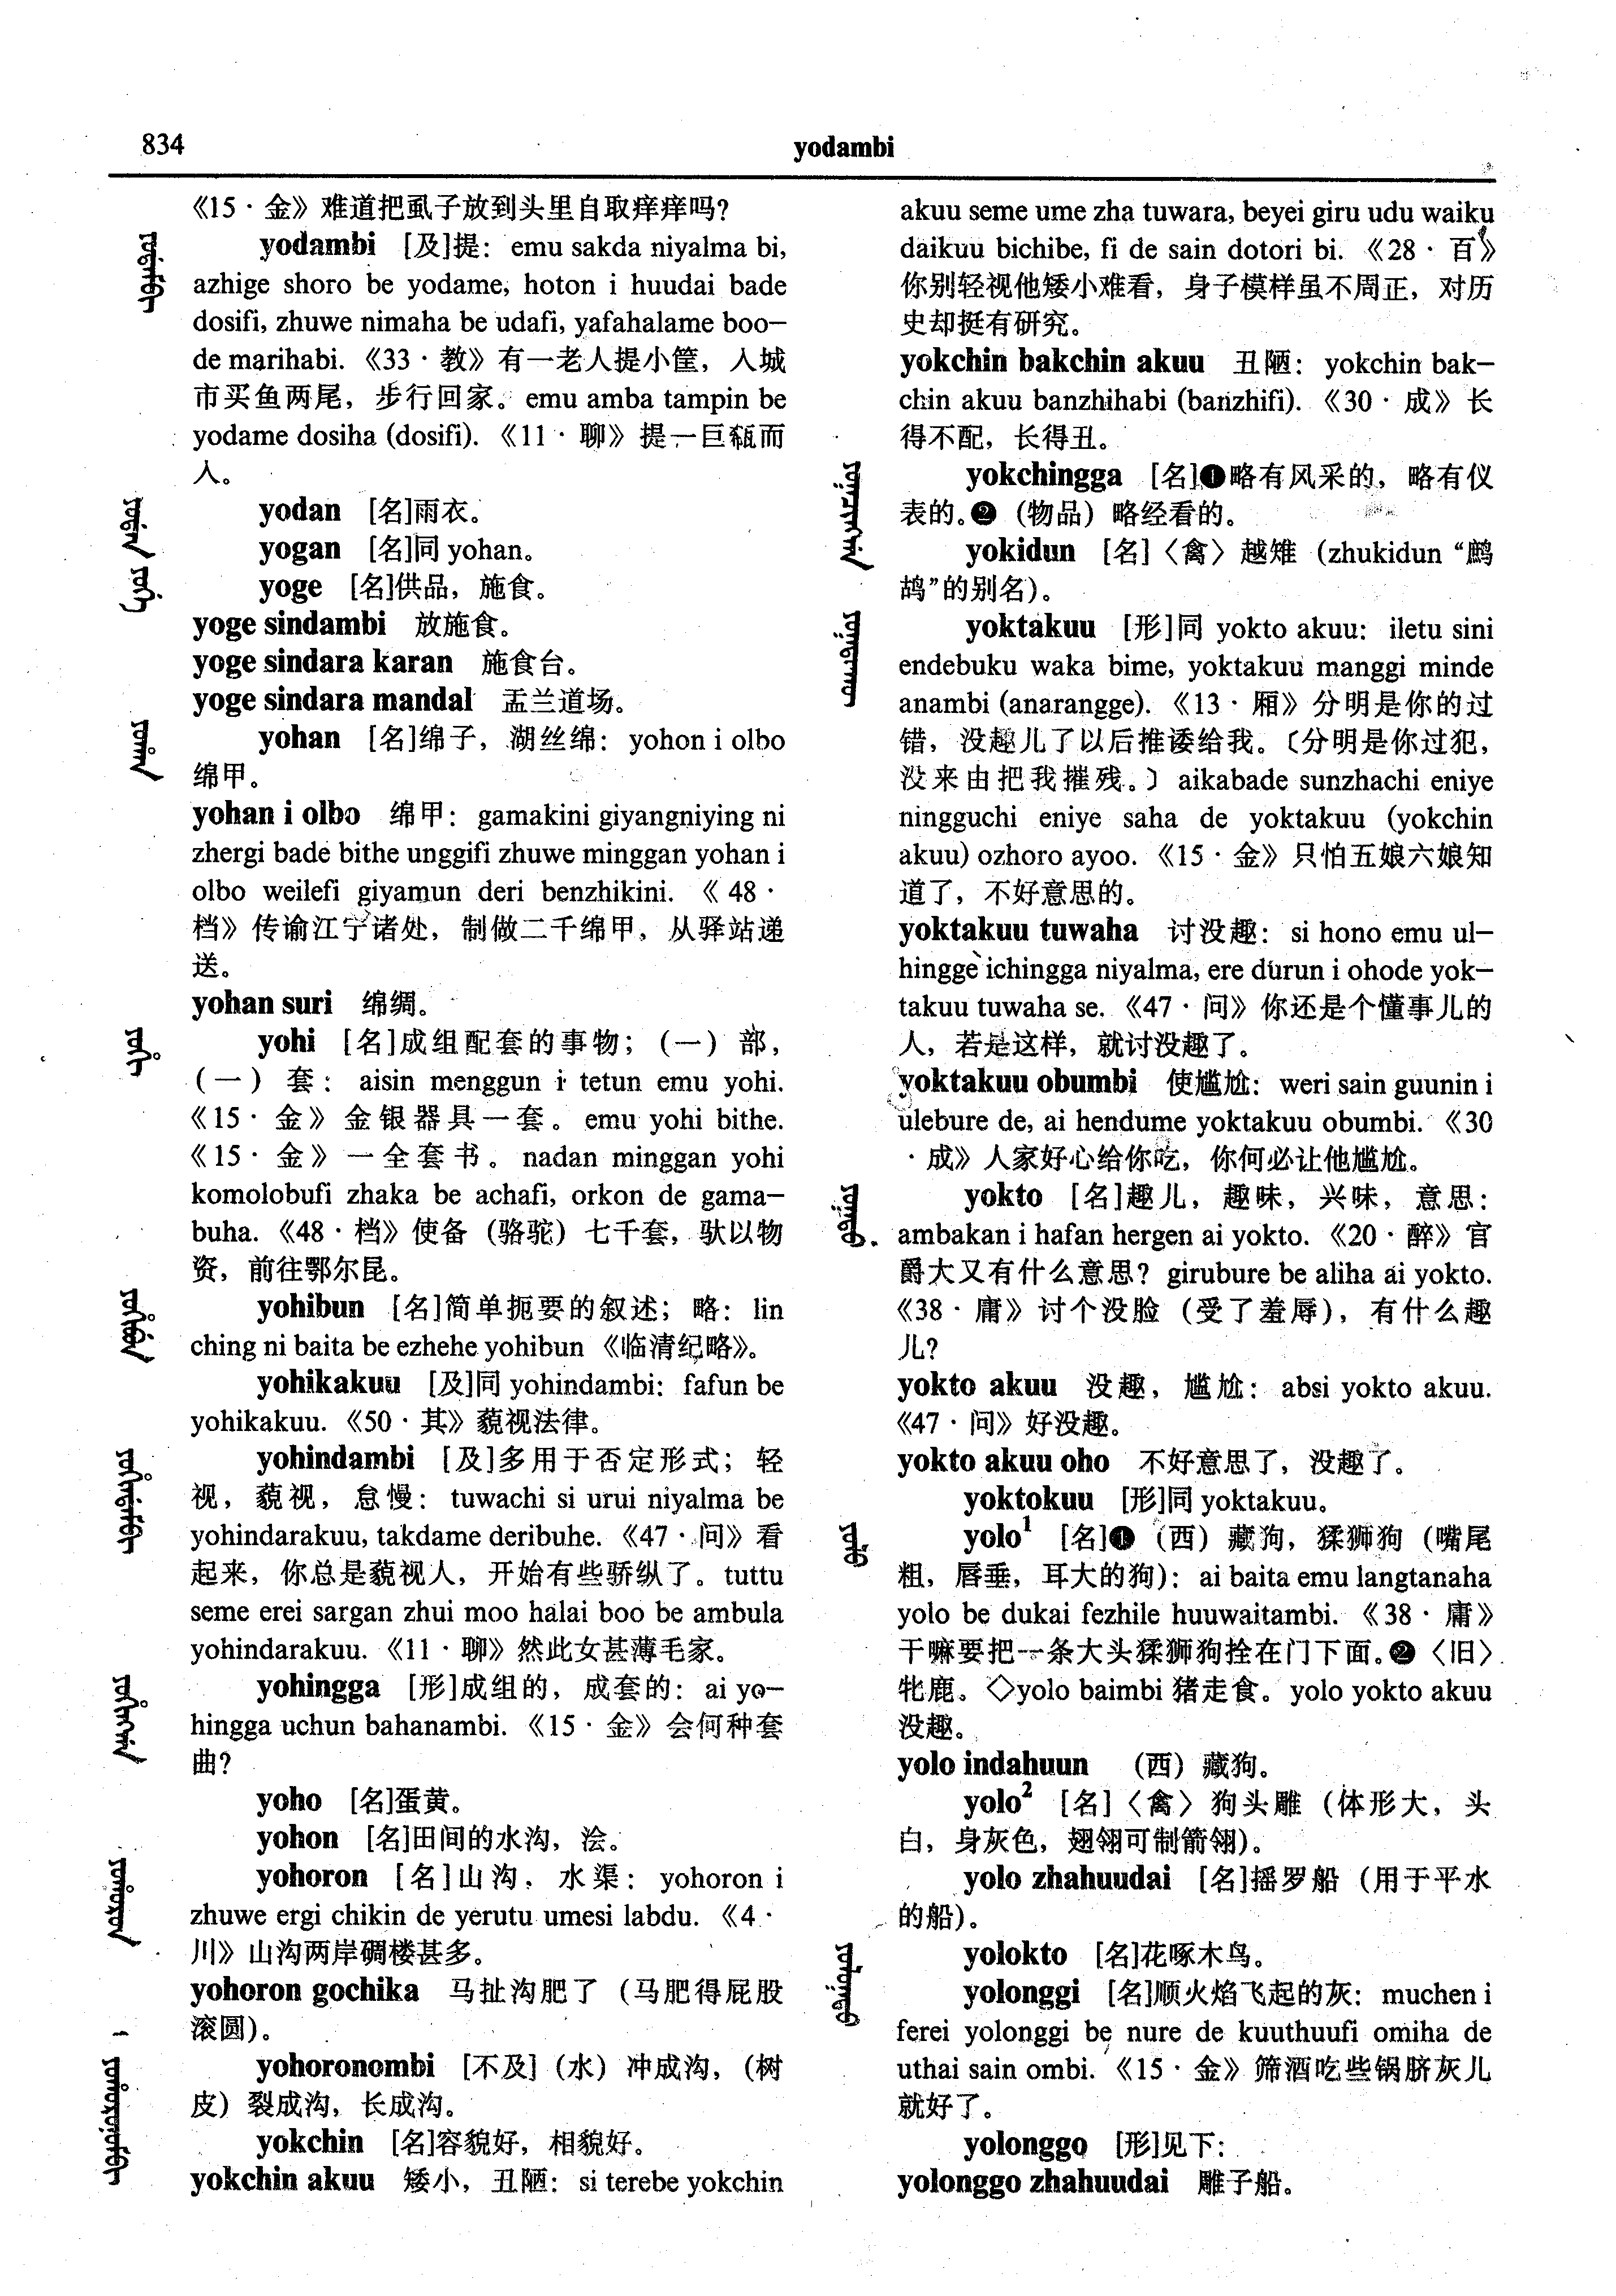 834
yodambi
《15·金》难道把虱子放到头里自取痒痒吗?
yodambi [及]提: emu sakda niyalma bi,
azhige shoro be yodame, hoton i huudai bade
dosifi, zhuwe nimaha be udafi, yafahalame boo—
de marihabi. 《33·教》有一老人提小筐，入城
市买鱼两尾，步行回家。emu amba tampin be
yodame dosiha (dosifi). 《11·聊》提一巨瓻而
入。
yodan [名]雨衣。
yogan [名]同 yohan。
yoge [名]供品，施食。
yoge sindambi 放施食。
yoge sindara karan 施食台。
yoge sindara mandal 盂兰道场。
yohan [名]绵子，湖丝绵: yohon i olbo
绵甲。
yohan i olbo 绵甲: gamakini giyangniying ni
zhergi bade bithe unggifi zhuwe minggan yohan i
olbo weilefi giyamun deri benzhikini. 《48·
档》传谕江宁诸处，制做二千绵甲，从驿站递
送。
yohan suri 绵绸。
yohi [名]成组配套的事物；(一) 部，
(一) 套: aisin menggun i tetun emu yohi.
《15·金》金银器具一套。emu yohi bithe.
《15·金》一全套书。nadan minggan yohi
komolobufi zhaka be achafi, orkon de gama—
buha. 《48·档》使备（骆驼）七千套，驮以物
资，前往鄂尔昆。
yohibun [名]简单扼要的叙述；略: lin
ching ni baita be ezhehe yohibun《临清纪略》。
yohikakuu [及]同 yohindambi: fafun be
yohikakuu. 《50·其》藐视法律。
yohindambi [及]多用于否定形式；轻
视，藐视，怠慢: tuwachi si urui niyalma be
yohindarakuu, takdame deribuhe. 《47·问》看
起来，你总是藐视人，开始有些骄纵了。tuttu
seme erei sargan zhui moo halai boo be ambula
yohindarakuu. 《11·聊》然此女甚薄毛家。
yohingga [形]成组的，成套的: ai yo—
hingga uchun bahanambi. 《15·金》会何种套
曲?
yoho [名]蛋黄。
yohon [名]田间的水沟，浍。
yohoron [名]山沟，水渠: yohoron i
zhuwe ergi chikin de yerutu umesi labdu. 《4·
川》山沟两岸碉楼甚多。
yohoron gochika 马扯沟肥了（马肥得屁股
滚圆）。
yohoronombi [不及]（水）冲成沟，（树
皮）裂成沟，长成沟。
yokchin [名]容貌好，相貌好。
yokchin akuu 矮小，丑陋: si terebe yokchin
akuu seme ume zha tuwara, beyei giru udu waiku
daikuu bichibe, fi de sain dotori bi. 《28·百》
你别轻视他矮小难看，身子模样虽不周正，对历
史却挺有研究。
yokchin bakchin akuu 丑陋: yokchin bak—
chin akuu banzhihabi (banzhifi). 《30·成》长
得不配，长得丑。
yokchingga [名]❶略有风采的，略有仪
表的。❷（物品）略经看的。
yokidun [名]〈禽〉越雉（zhukidun “鹧
鸪”的别名）。
yoktakuu [形]同 yokto akuu: iletu sini
endebuku waka bime, yoktakuu manggi minde
anambi (anarangge). 《13·厢》分明是你的过
错，没趣儿了以后推诿给我。〔分明是你过犯，
没来由把我摧残。〕aikabade sunzhachi eniye
ningguchi eniye saha de yoktakuu (yokchin
akuu) ozhoro ayoo. 《15·金》只怕五娘六娘知
道了，不好意思的。
yoktakuu tuwaha 讨没趣: si hono emu ul—
hingge ichingga niyalma, ere durun i ohode yok—
takuu tuwaha se. 《47·问》你还是个懂事儿的
人，若是这样，就讨没趣了。
yoktakuu obumbi 使尴尬: weri sain guunin i
ulebure de, ai hendume yoktakuu obumbi. 《30
·成》人家好心给你吃，你何必让他尴尬。
yokto [名]趣儿，趣味，兴味，意思:
ambakan i hafan hergen ai yokto. 《20·醉》官
爵大又有什么意思? girubure be aliha ai yokto.
《38·庸》讨个没脸（受了羞辱），有什么趣
儿?
yokto akuu 没趣，尴尬: absi yokto akuu.
《47·问》好没趣。
yokto akuu oho 不好意思了，没趣了。
yoktokuu [形]同 yoktakuu。
yolo¹ [名]❶（西）藏狗，猱狮狗（嘴尾
粗，唇垂，耳大的狗）: ai baita emu langtanaha
yolo be dukai fezhile huuwaitambi. 《38·庸》
干嘛要把一条大头猱狮狗拴在门下面。❷〈旧〉
牝鹿。◇yolo baimbi 猪走食。yolo yokto akuu
没趣。
yolo indahuun （西）藏狗。
yolo² [名]〈禽〉狗头雕（体形大，头
白，身灰色，翅翎可制箭翎）。
yolo zhahuudai [名]摇罗船（用于平水
的船）。
yolokto [名]花啄木鸟。
yolonggi [名]顺火焰飞起的灰: muchen i
ferei yolonggi be nure de kuuthuufi omiha de
uthai sain ombi. 《15·金》筛酒吃些锅脐灰儿
就好了。
yolonggo [形]见下:
yolonggo zhahuudai 雕子船。